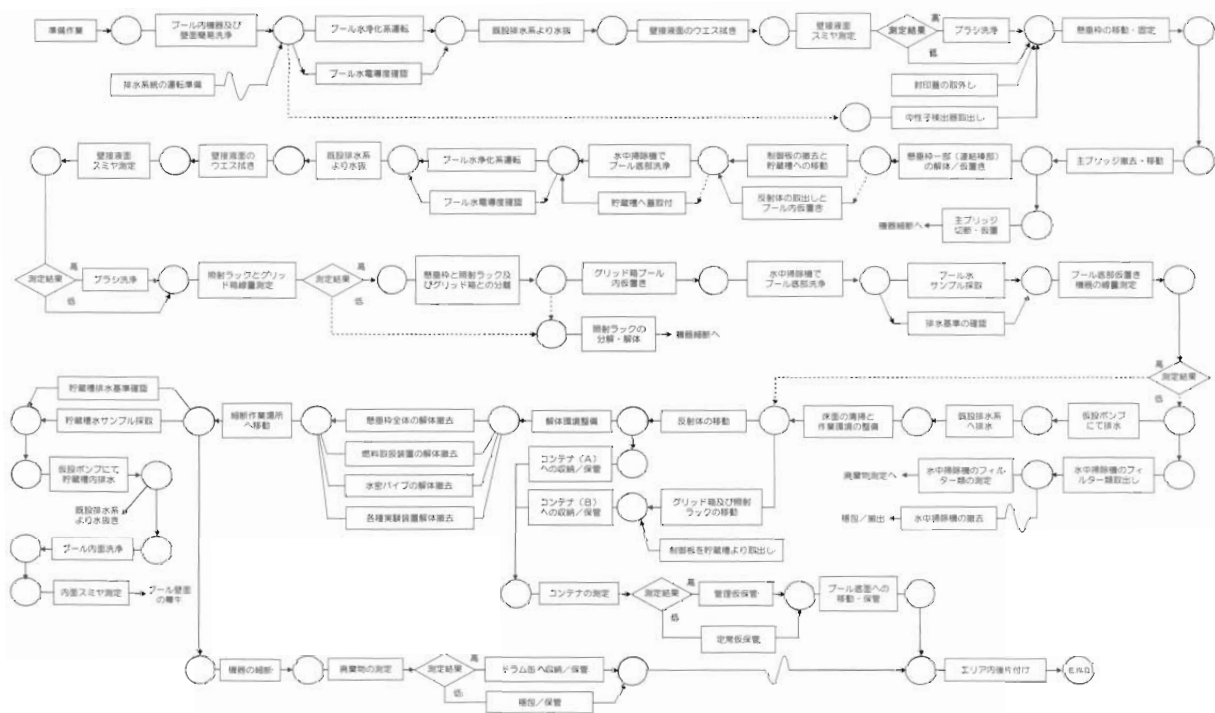 準備作業
プール内機器及び
壁面簡易洗浄
プール水浄化系運転
既設排水系より水抜
壁接液面のウエス拭き
壁接液面
スミヤ測定
測定結果
高
ブラシ洗浄
低
懸垂枠の移動・固定
排水系統の運転準備
プール水電導度確認
封印蓋の取外し
中性子検出器取出し
壁接液面
スミヤ測定
壁接液面の
ウエス拭き
既設排水系
より水抜
プール水浄化系運転
水中掃除機で
プール底部洗浄
制御板の撤去と
貯蔵槽への移動
懸垂枠一部(連結棒部)
の解体/仮置き
主ブリッジ撤去・移動
プール水電導度確認
貯蔵槽へ蓋取付
反射体の取出しと
プール内仮置き
機器細断へ
主ブリッジ
切断・仮置
測定結果
高
ブラシ洗浄
低
照射ラックとグリッ
ド箱線量測定
測定結果
高
低
懸垂枠と照射ラック及
びグリッド箱との分離
グリッド箱プール
内仮置き
水中掃除機で
プール底部洗浄
プール水
サンプル採取
プール底部仮置き
機器の線量測定
排水基準の確認
照射ラックの
分解・解体
機器細断へ
高
測定結果
低
貯蔵槽排水基準確認
貯蔵槽水サンプル採取
細断作業場所
へ移動
懸垂枠全体の解体撤去
解体環境整備
反射体の移動
床面の清掃と
作業環境の整備
既設排水系
へ排水
仮設ポンプ
にて排水
燃料取扱装置の解体撤去
コンテナ(A)
への収納/保管
仮設ポンプにて
貯蔵槽内排水
水密パイプの解体撤去
廃棄物測定へ
水中掃除機のフィ
ルター類の測定
水中掃除機のフィ
ルター類取出し
既設排水系
より水抜き
各種実験装置解体撤去
コンテナ(B)
への収納/保管
グリッド箱及び照射
ラックの移動
梱包/搬出
水中掃除機の撤去
プール内面洗浄
制御板を貯蔵槽より取出し
内面スミヤ測定
プール壁面
コンテナの測定
測定結果
高
管理仮保管
低
定常仮保管
プール底面への
移動・保管
機器の細断
廃棄物の測定
測定結果
高
ドラム缶へ収納/保管
低
梱包/保管
エリア内後片付け
E.N.D.